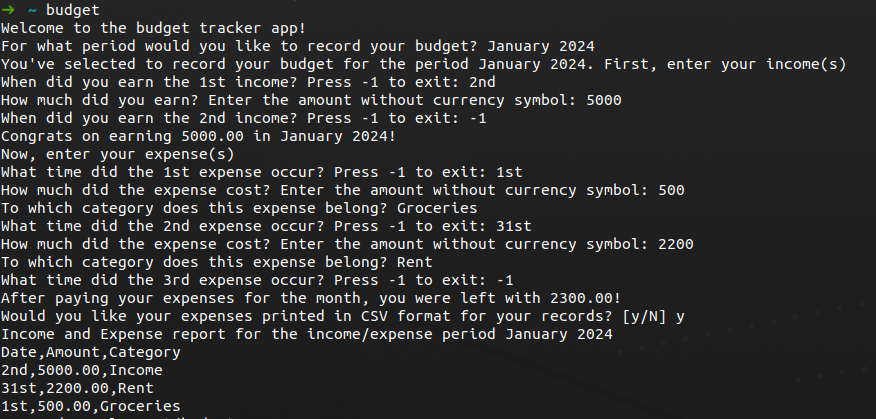 ➜ ~ budget
Welcome to the budget tracker app!
For what period would you like to record your budget? January 2024
You've selected to record your budget for the period January 2024. First, enter your income(s)
When did you earn the 1st income? Press -1 to exit: 2nd
How much did you earn? Enter the amount without currency symbol: 5000
When did you earn the 2nd income? Press -1 to exit: -1
Congrats on earning 5000.00 in January 2024!
Now, enter your expense(s)
What time did the 1st expense occur? Press -1 to exit: 1st
How much did the expense cost? Enter the amount without currency symbol: 500
To which category does this expense belong? Groceries
What time did the 2nd expense occur? Press -1 to exit: 31st
How much did the expense cost? Enter the amount without currency symbol: 2200
To which category does this expense belong? Rent
What time did the 3rd expense occur? Press -1 to exit: -1
After paying your expenses for the month, you were left with 2300.00!
Would you like your expenses printed in CSV format for your records? [y/N] y
Income and Expense report for the income/expense period January 2024
Date,Amount,Category
2nd,5000.00,Income
31st,2200.00,Rent
1st,500.00,Groceries